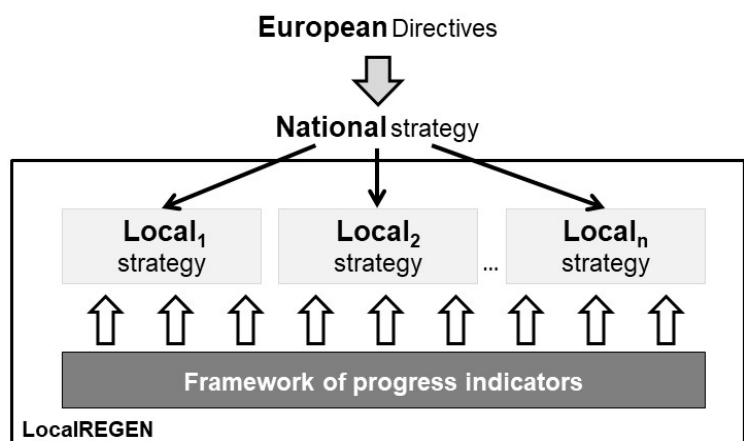 European Directives
National strategy
Local₁ Local₂ Localₙ
strategy strategy ... strategy
Framework of progress indicators
LocalREGEN